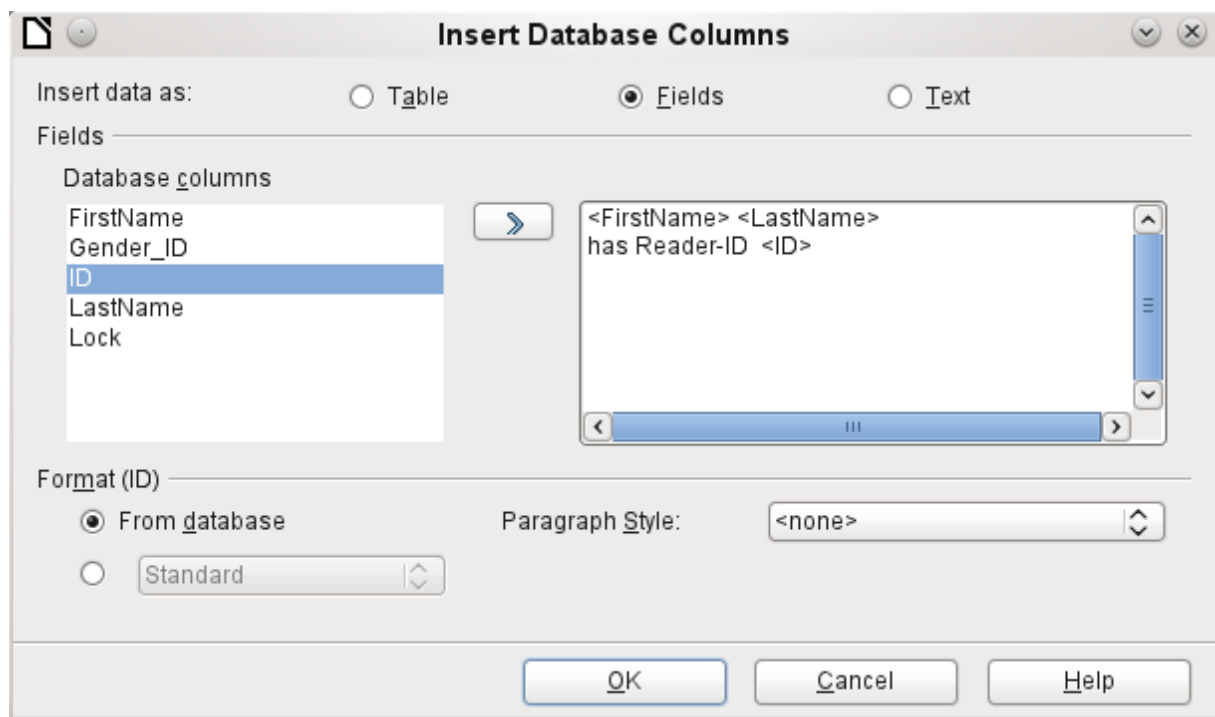 Insert Database Columns
Insert data as: Table Fields Text
Fields
Database columns
FirstName
Gender_ID
ID
LastName
Lock
<FirstName> <LastName>
has Reader-ID  <ID>
Format (ID)
From database Paragraph Style: <none>
Standard
OK Cancel Help